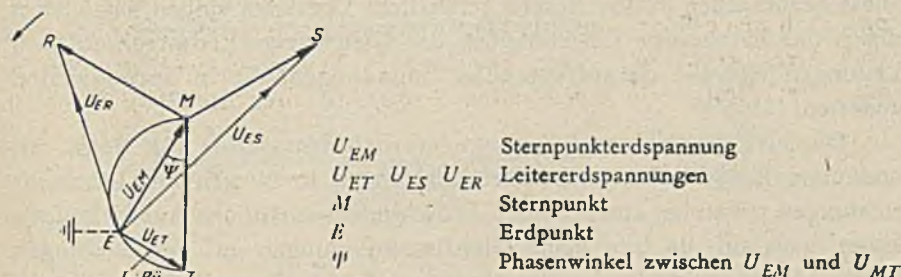 R
S
M
U_ER
U_ES
U_EM
Ψ
E
U_ET
T
U_EM Sternpunkterdspannung
U_ET U_ES U_ER Leitererdspannungen
M Sternpunkt
E Erdpunkt
Ψ Phasenwinkel zwischen U_EM und U_MT